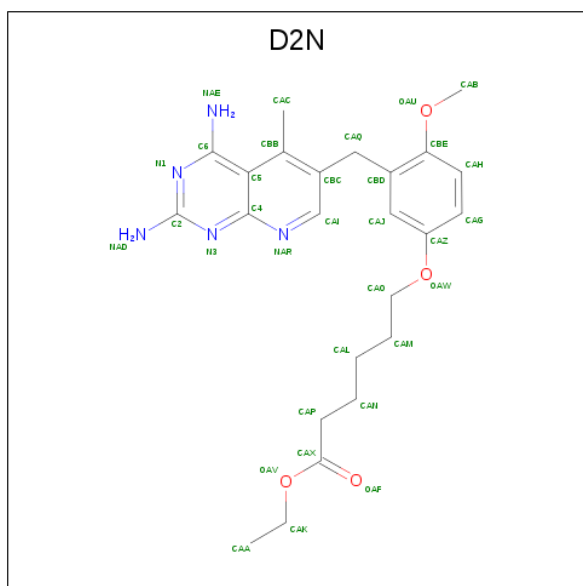 D2N
NAE
NH₂
CAC
CAQ
OAU
O
CAB
C6
CBB
CBE
N1
N
C5
CBC
CBD
CAH
C2
C4
CAI
CAJ
CAG
H₂N
NAD
N
N3
N
NAR
CAZ
O
OAW
CAO
CAM
CAL
CAN
CAP
CAX
OAV
O
O
OAF
CAK
CAA